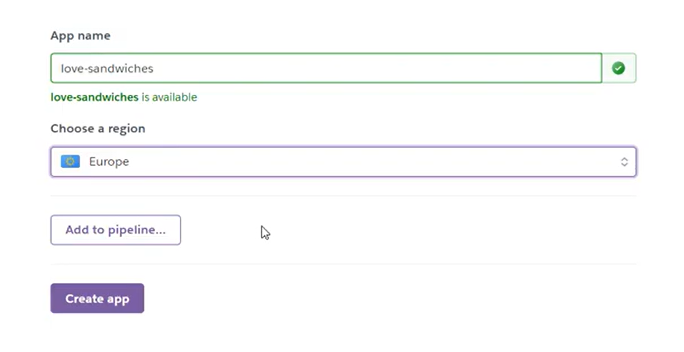 App name
love-sandwiches
love-sandwiches is available
Choose a region
Europe
Add to pipeline...
Create app